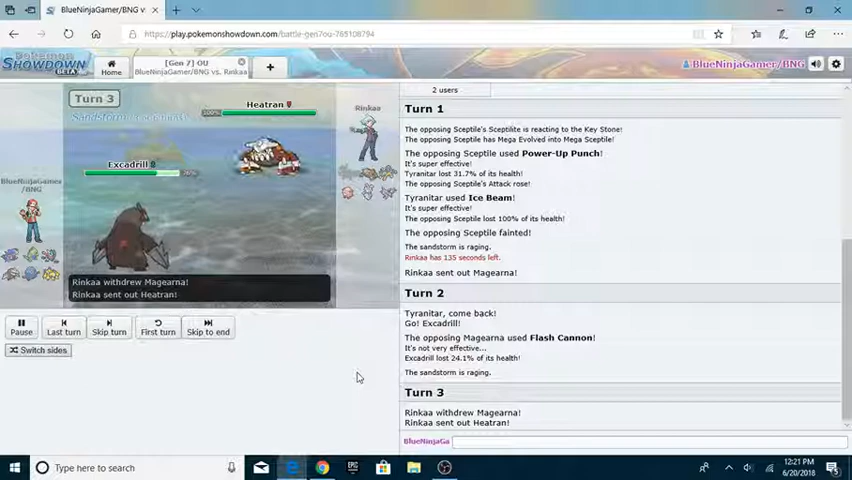 BlueNinjaGamer/BNG v
https://play.pokemonshowdown.com/battle-gen7ou-765108794
POKEMON
SHOWDOWN
BETA
Home
[Gen 7] OU
BlueNinjaGamer/BNG vs. Rinkaa
BlueNinjaGamer/BNG
Turn 3
Heatran
100%
Rinkaa
Excadrill
76%
BlueNinjaGamer
/BNG
Rinkaa withdrew Magearna!
Rinkaa sent out Heatran!
Pause
Last turn
Skip turn
First turn
Skip to end
Switch sides
2 users
Turn 1
The opposing Sceptile's Sceptilite is reacting to the Key Stone!
The opposing Sceptile has Mega Evolved into Mega Sceptile!
The opposing Sceptile used Power-Up Punch!
It's super effective!
Tyranitar lost 31.7% of its health!
The opposing Sceptile's Attack rose!
Tyranitar used Ice Beam!
It's super effective!
The opposing Sceptile lost 100% of its health!
The opposing Sceptile fainted!
The sandstorm is raging.
Rinkaa has 135 seconds left.
Rinkaa sent out Magearna!
Turn 2
Tyranitar, come back!
Go! Excadrill!
The opposing Magearna used Flash Cannon!
It's not very effective...
Excadrill lost 24.1% of its health!
The sandstorm is raging.
Turn 3
Rinkaa withdrew Magearna!
Rinkaa sent out Heatran!
BlueNinjaGa
Type here to search
EPIC
12:21 PM
6/20/2018